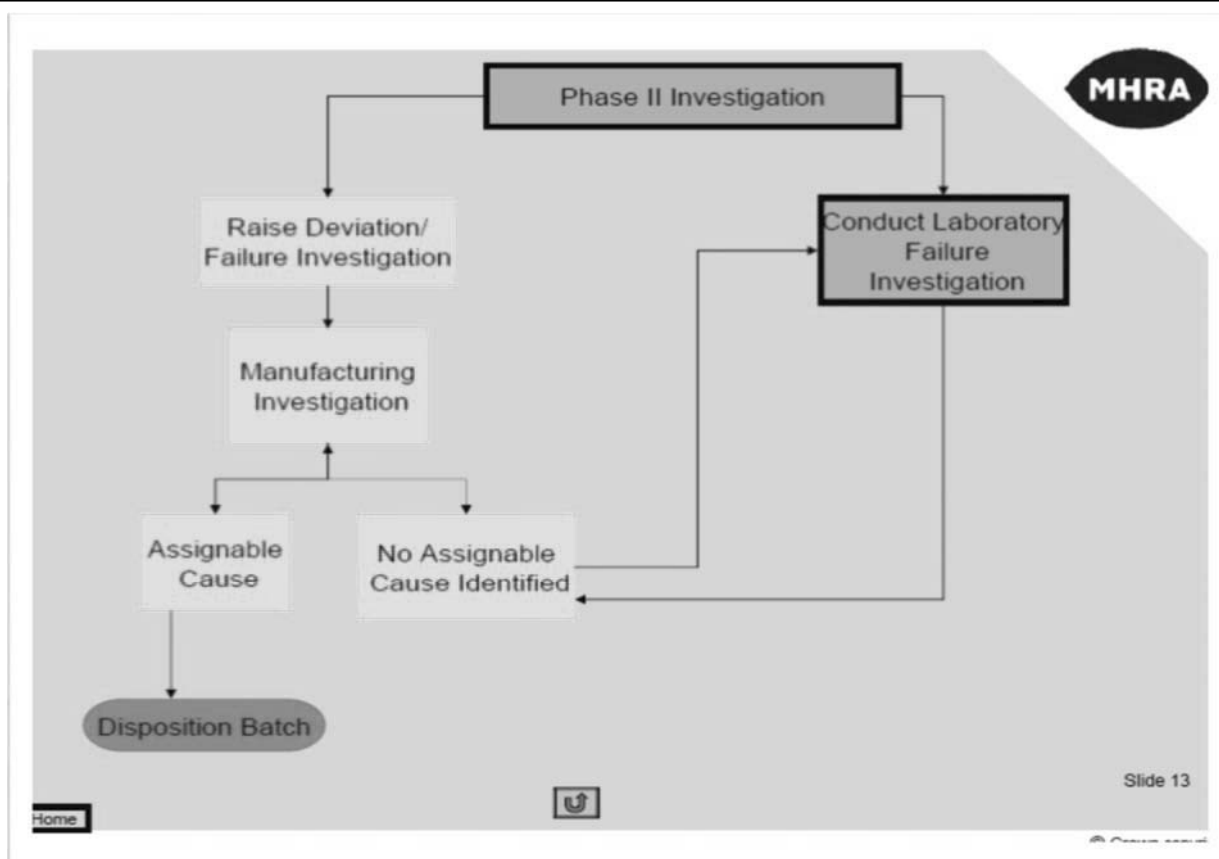 MHRA
Phase II Investigation
Raise Deviation/
Failure Investigation
Conduct Laboratory
Failure
Investigation
Manufacturing
Investigation
Assignable
Cause
No Assignable
Cause Identified
Disposition Batch
Slide 13
Home